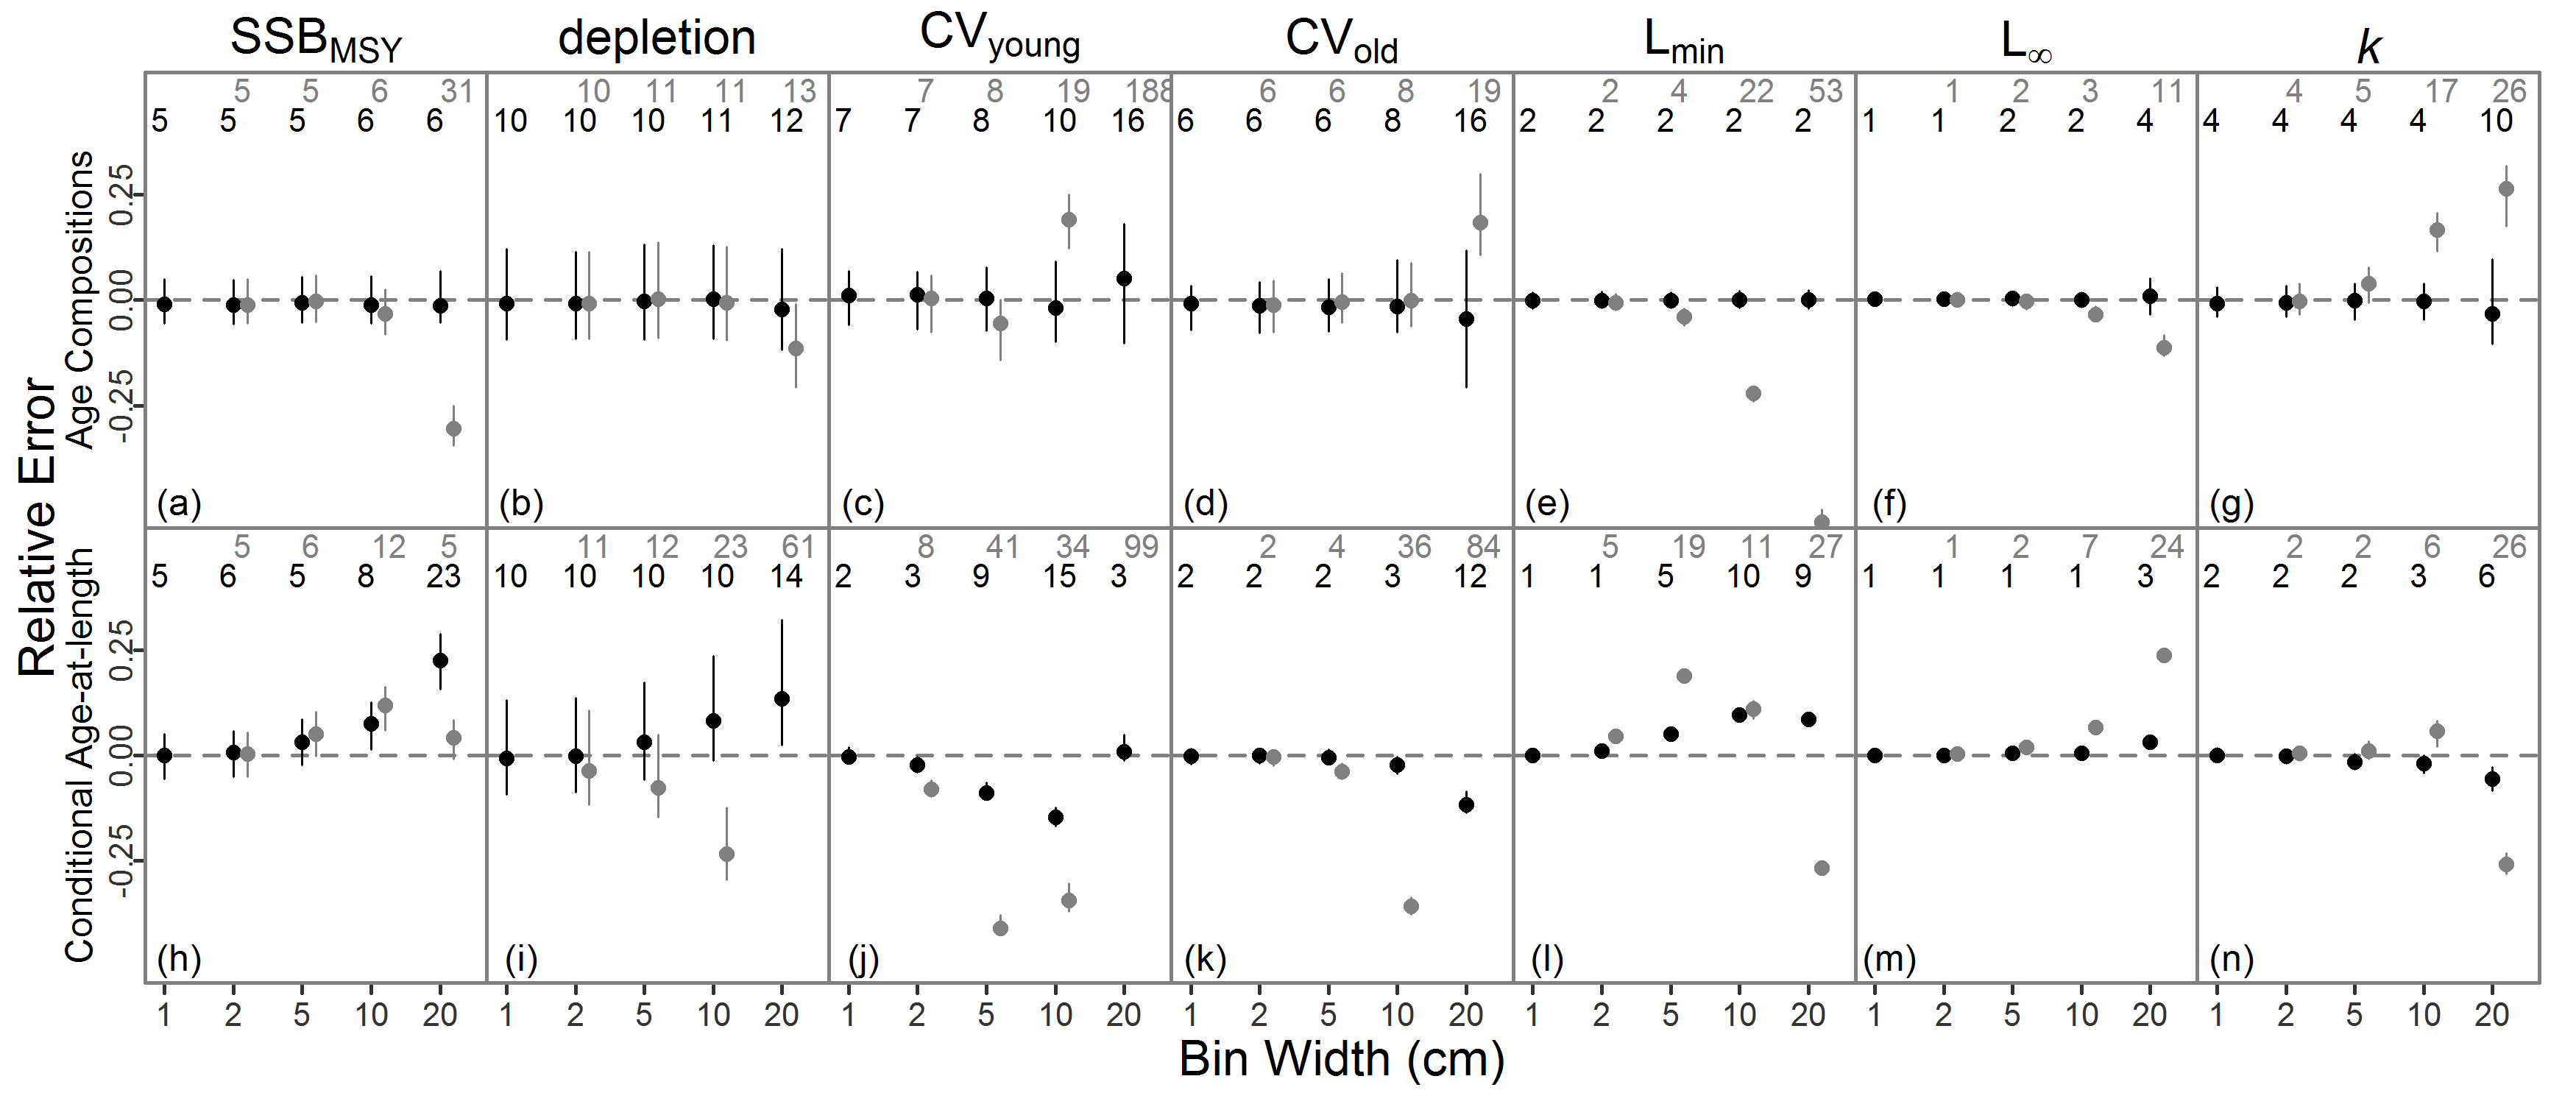 SSBMSY depletion CVyoung CVold Lmin L∞ k
5 5 6 31 10 11 11 13 7 8 19 188 6 6 8 19 2 4 22 53 1 2 3 11 4 5 17 26
5 5 5 6 6 10 10 10 11 12 7 7 8 10 16 6 6 6 8 16 2 2 2 2 2 1 1 2 2 4 4 4 4 4 10
Relative Error
Age Compositions
0.25
0.00
-0.25
(a) (b) (c) (d) (e) (f) (g)
5 6 12 5 11 12 23 61 8 41 34 99 2 4 36 84 5 19 11 27 1 2 7 24 2 2 6 26
5 6 5 8 23 10 10 10 10 14 2 3 9 15 3 2 2 2 3 12 1 1 5 10 9 1 1 1 1 3 2 2 2 3 6
Conditional Age-at-length
0.25
0.00
-0.25
(h) (i) (j) (k) (l) (m) (n)
1 2 5 10 20 1 2 5 10 20 1 2 5 10 20 1 2 5 10 20 1 2 5 10 20 1 2 5 10 20 1 2 5 10 20
Bin Width (cm)